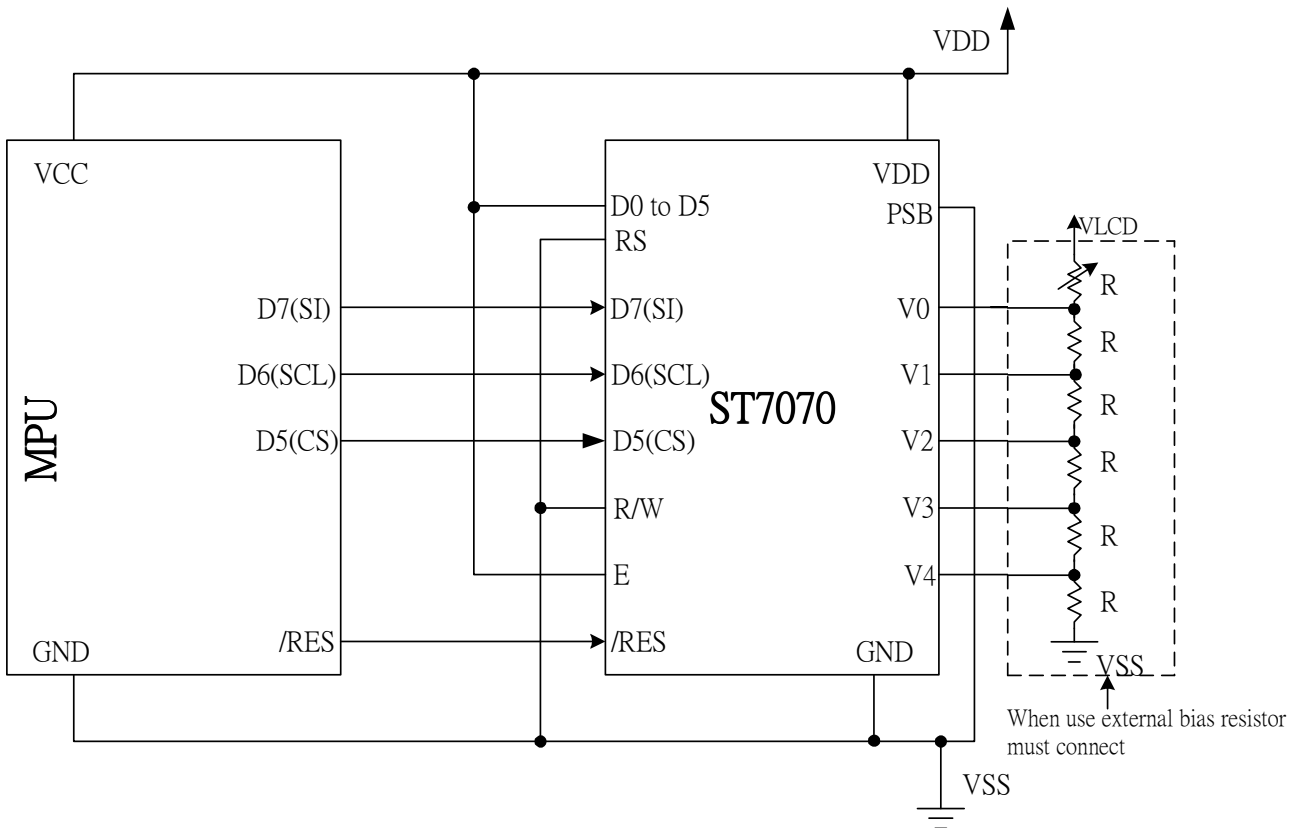 VDD
VCC
VDD
D0 to D5
PSB
RS
VLCD
R
D7(SI)
D7(SI)
V0
R
D6(SCL)
D6(SCL)
V1
ST7070
R
MPU
D5(CS)
D5(CS)
V2
R
R/W
V3
R
E
V4
R
/RES
/RES
GND
GND
VSS
When use external bias resistor
must connect
VSS